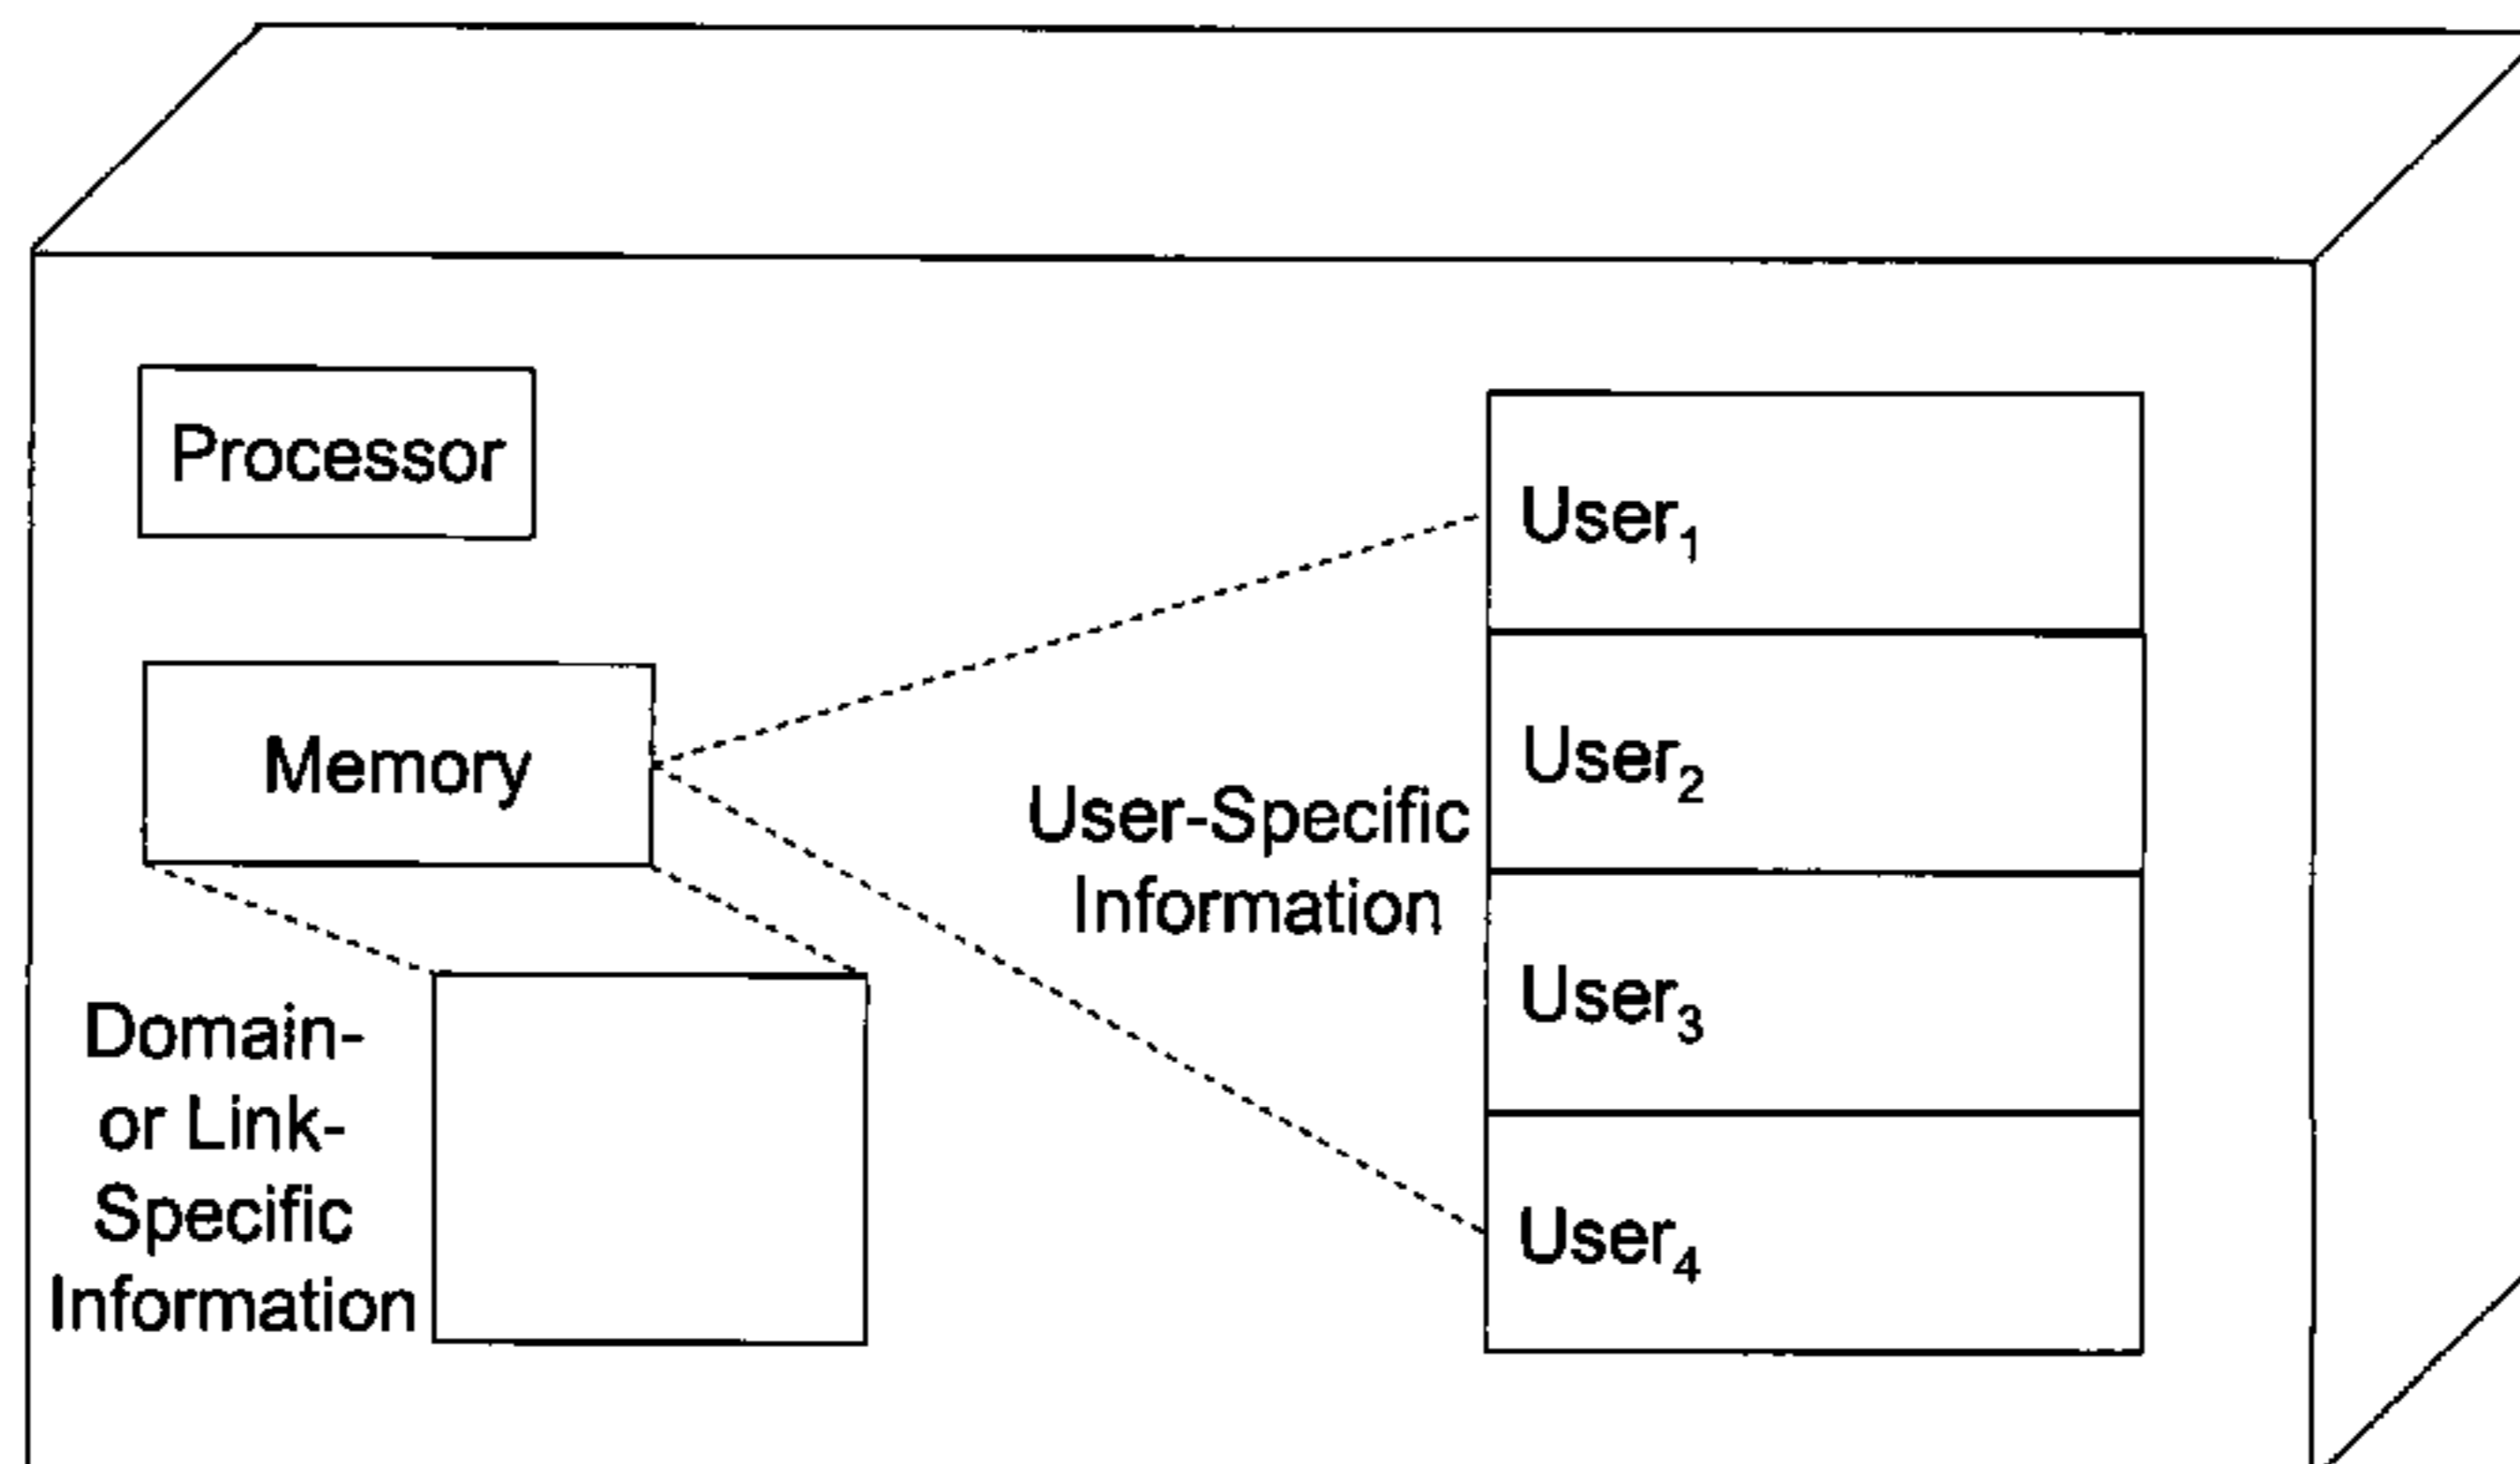 Processor
Memory
Domain-
or Link-
Specific
Information
User-Specific
Information
User₁
User₂
User₃
User₄